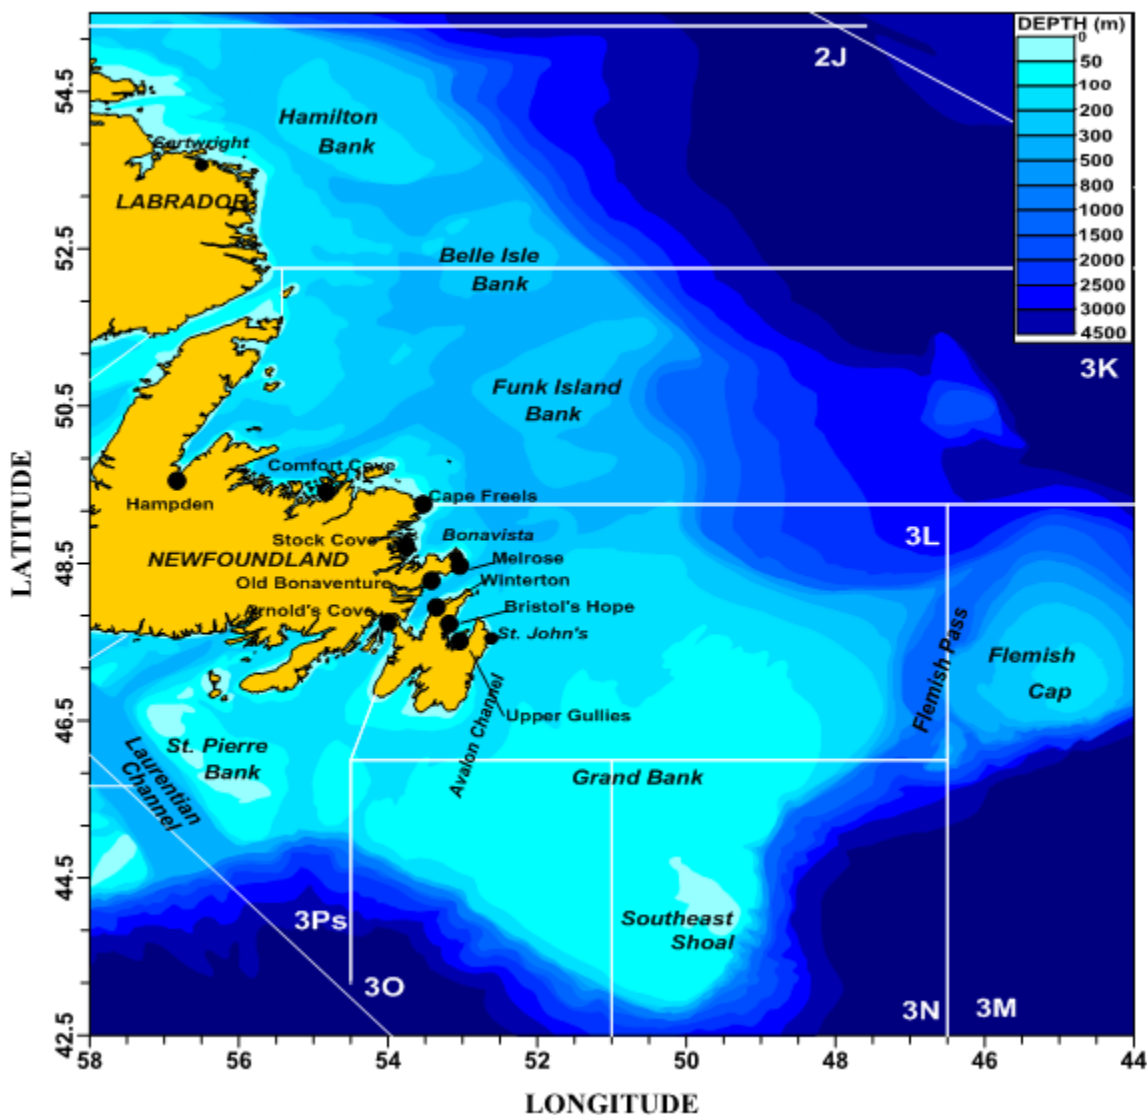 DEPTH (m)
0
50
100
200
300
500
800
1000
1500
2000
3000
4500
2J
54.5
Hamilton
Bank
Cartwright
LABRADOR
52.5
Belle Isle
Bank
3K
50.5
Funk Island
Bank
LATITUDE
Comfort Cove
Hampden
Cape Freels
3L
48.5
Stock Cove
Bonavista
NEWFOUNDLAND
Melrose
Old Bonaventure
Winterton
Arnold's Cove
Bristol's Hope
St. John's
Flemish Pass
Flemish
Cap
46.5
Upper Gullies
Avalon Channel
St. Pierre
Bank
Laurentian
Channel
Grand Bank
44.5
3Ps
Southeast
Shoal
3O
3N
3M
42.5
58
56
54
52
50
48
46
44
LONGITUDE